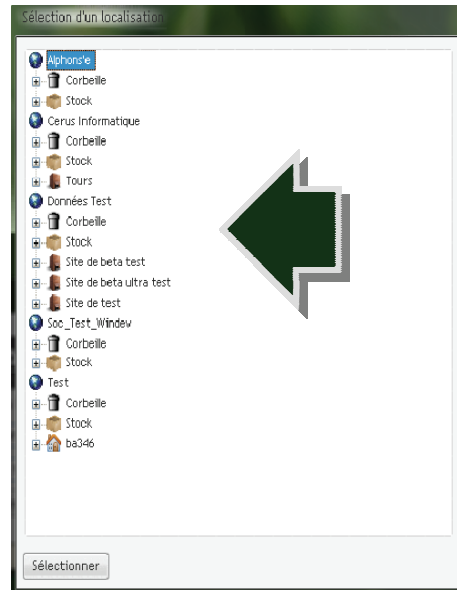 Sélection d'un localisation
Alphons'e
Corbeille
Stock
Cerus Informatique
Corbeille
Stock
Tours
Données Test
Corbeille
Stock
Site de beta test
Site de beta ultra test
Site de test
Soc_Test_Windev
Corbeille
Stock
Test
Corbeille
Stock
ba346
Sélectionner